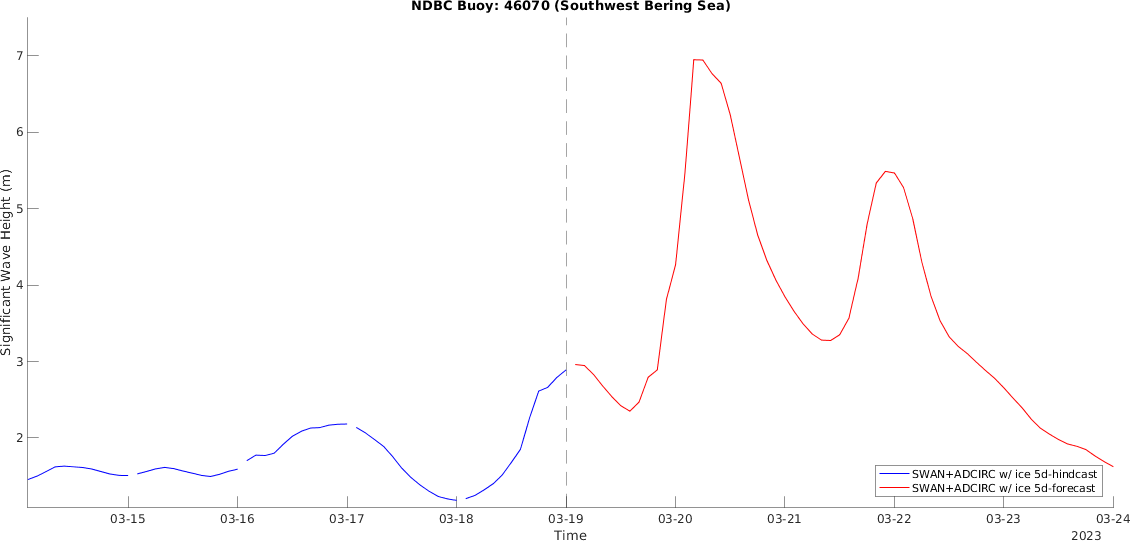 NDBC Buoy: 46070 (Southwest Bering Sea)
Significant Wave Height (m)
7
6
5
4
3
2
SWAN+ADCIRC w/ ice 5d-hindcast
SWAN+ADCIRC w/ ice 5d-forecast
03-15 03-16 03-17 03-18 03-19 03-20 03-21 03-22 03-23 03-24
Time
2023